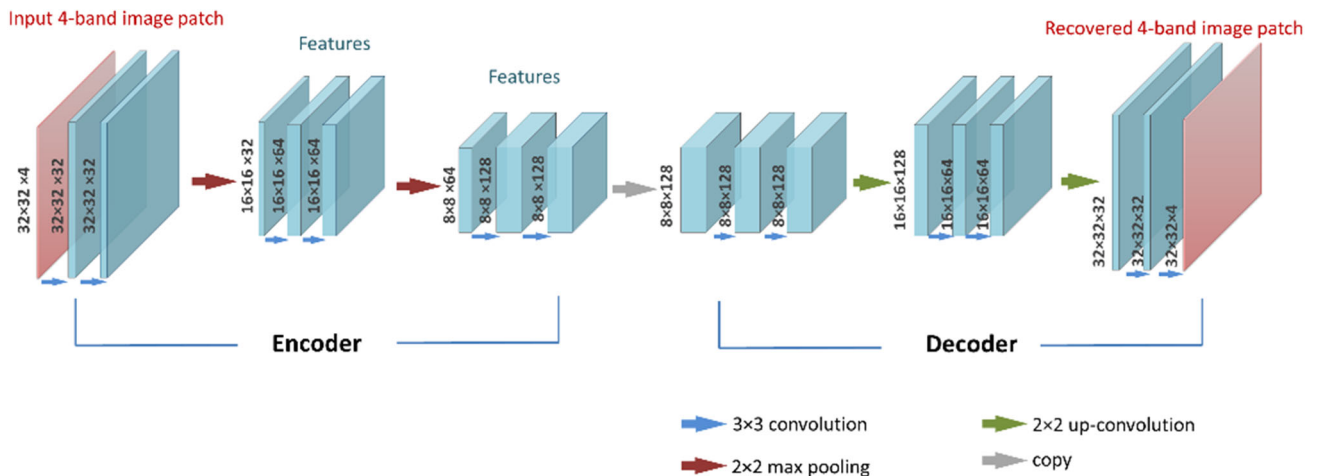 Input 4-band image patch
Features
Features
Recovered 4-band image patch
32×32 ×4
32×32 ×32
32×32 ×32
16×16 ×32
16×16 ×64
16×16 ×64
8×8 ×64
8×8 ×128
8×8 ×128
8×8×128
8×8×128
8×8×128
16×16×128
16×16×64
16×16×64
32×32×32
32×32×32
32×32×4
Encoder
Decoder
3×3 convolution
2×2 up-convolution
2×2 max pooling
copy